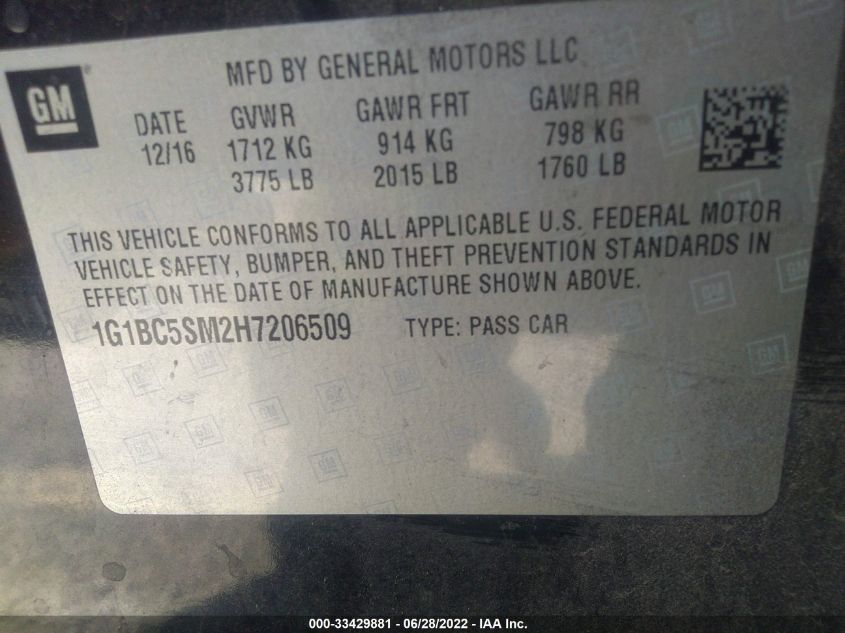 MFD BY GENERAL MOTORS LLC
GM
DATE GVWR GAWR FRT GAWR RR
12/16 1712 KG 914 KG 798 KG
3775 LB 2015 LB 1760 LB
THIS VEHICLE CONFORMS TO ALL APPLICABLE U.S. FEDERAL MOTOR
VEHICLE SAFETY, BUMPER, AND THEFT PREVENTION STANDARDS IN
EFFECT ON THE DATE OF MANUFACTURE SHOWN ABOVE.
1G1BC5SM2H7206509 TYPE: PASS CAR
000-33429881 - 06/28/2022 - IAA Inc.